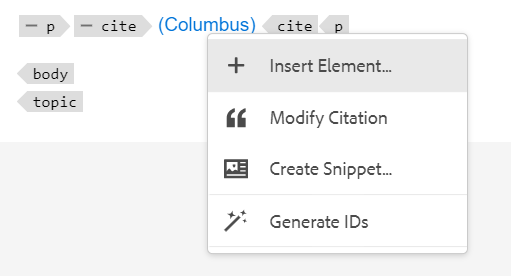 p cite (Columbus) cite p
Insert Element...
body
topic
Modify Citation
Create Snippet...
Generate IDs